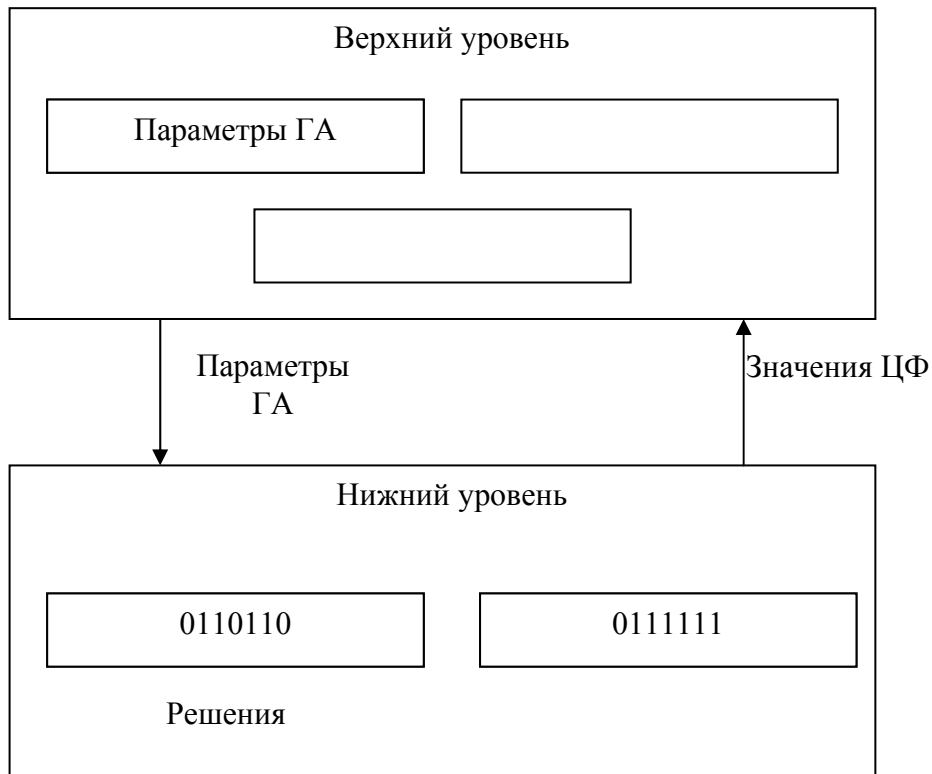 Верхний уровень
Параметры ГА
Параметры
ГА
Значения ЦФ
Нижний уровень
0110110
0111111
Решения